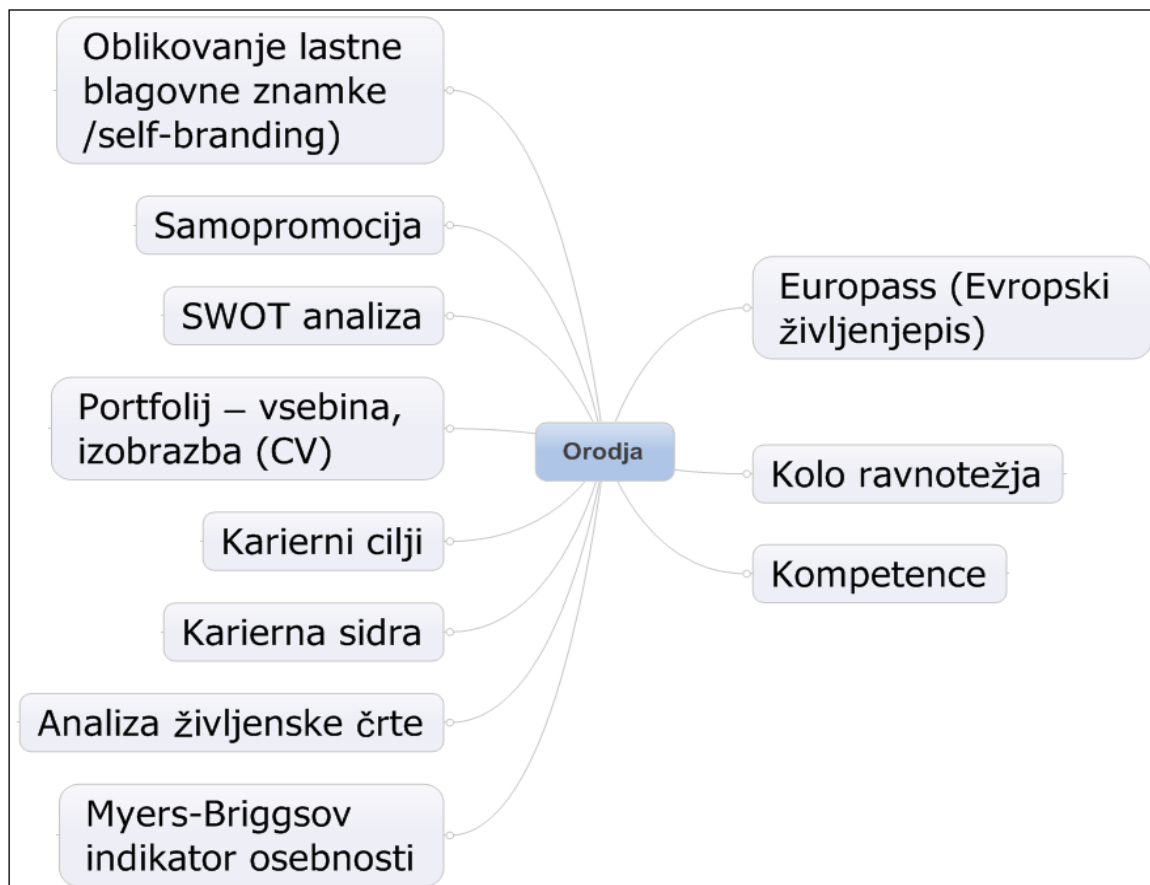 Oblikovanje lastne
blagovne znamke
/self-branding)
Samopromocija
SWOT analiza
Portfolij – vsebina,
izobrazba (CV)
Karierni cilji
Karierna sidra
Analiza življenske črte
Myers-Briggsov
indikator osebnosti
Orodja
Europass (Evropski
življenjepis)
Kolo ravnotežja
Kompetence